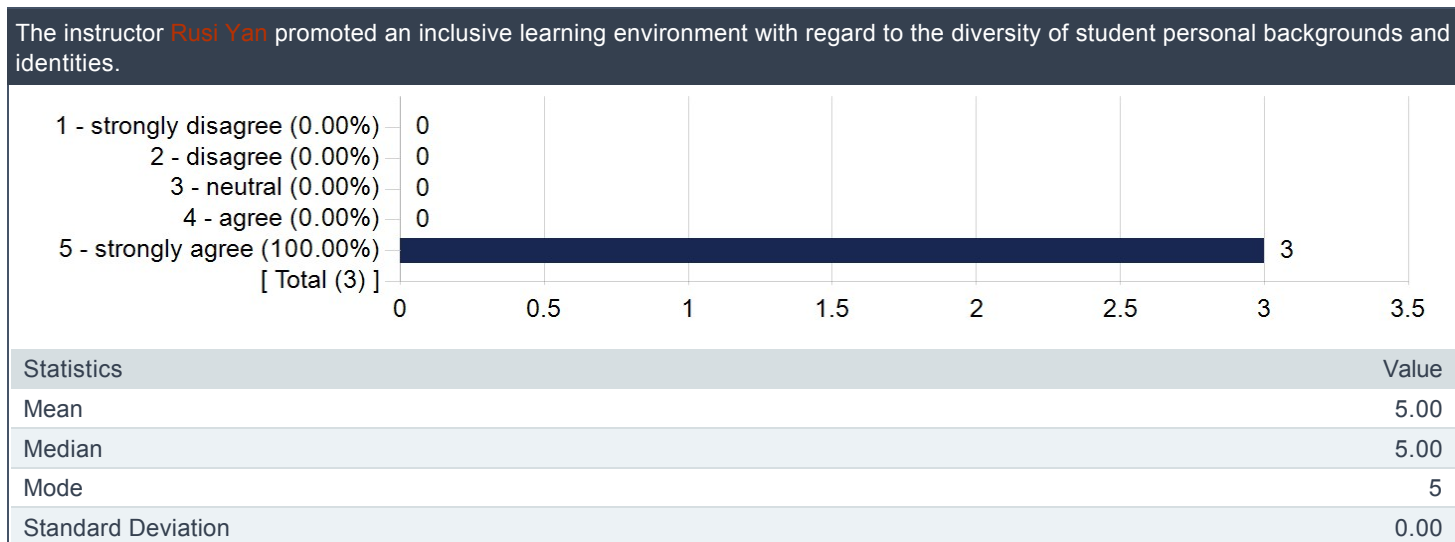 The instructor Rusi Yan promoted an inclusive learning environment with regard to the diversity of student personal backgrounds and
identities.
1 - strongly disagree (0.00%) 0
2 - disagree (0.00%) 0
3 - neutral (0.00%) 0
4 - agree (0.00%) 0
5 - strongly agree (100.00%) 3
[ Total (3) ]
0 0.5 1 1.5 2 2.5 3 3.5
Statistics Value
Mean 5.00
Median 5.00
Mode 5
Standard Deviation 0.00